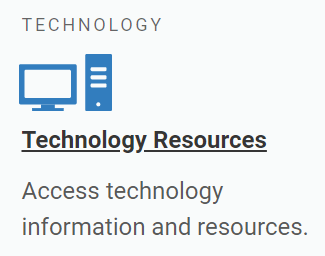 TECHNOLOGY
Technology Resources
Access technology
information and resources.